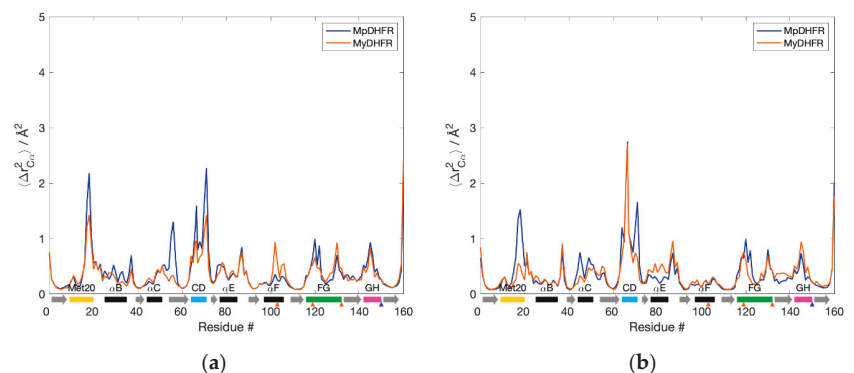 5
4
3
2
1
0
⟨Δr²Cα⟩ / Å²
MpDHFR
MyDHFR
Met20 αB αC CD αE αF FG GH
0 20 40 60 80 100 120 140 160
Residue #
(a)
5
4
3
2
1
0
⟨Δr²Cα⟩ / Å²
MpDHFR
MyDHFR
Met20 αB αC CD αE αF FG GH
0 20 40 60 80 100 120 140 160
Residue #
(b)